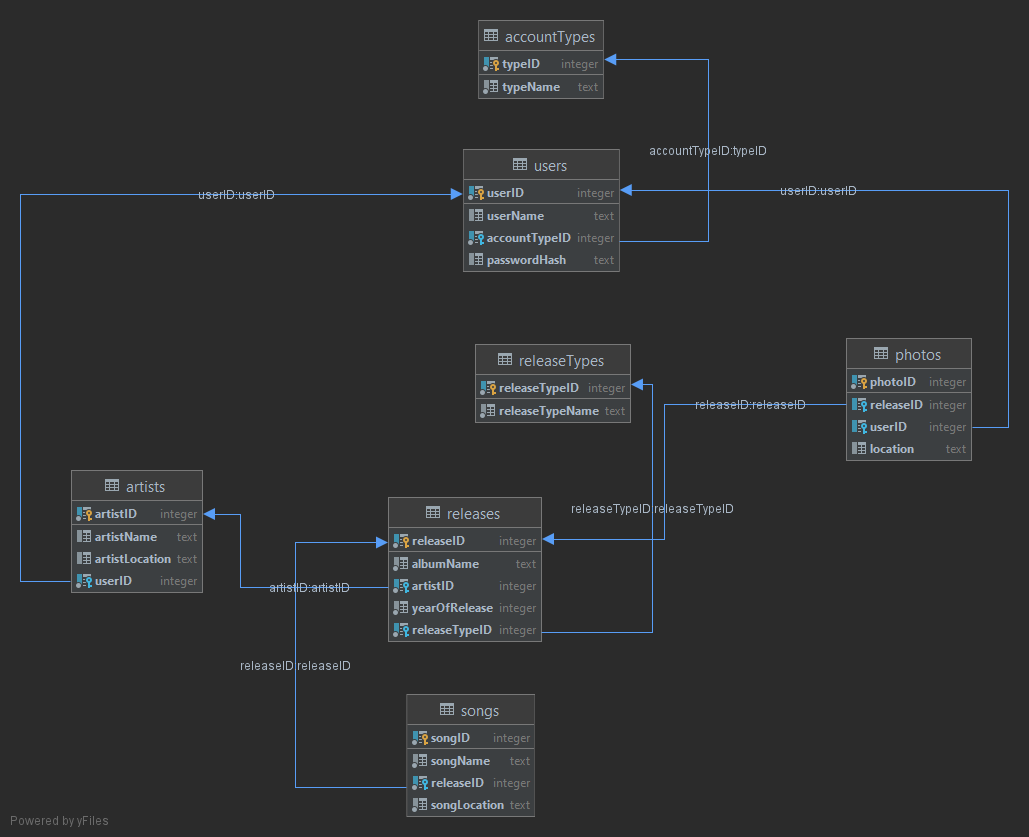 accountTypes
typeID integer
typeName text
accountTypeID:typeID
users
userID integer
userName text
accountTypeID integer
passwordHash text
userID:userID
userID:userID
releaseTypes
releaseTypeID integer
releaseTypeName text
photos
photoID integer
releaseID integer
userID integer
location text
releaseID:releaseID
artists
artistID integer
artistName text
artistLocation text
userID integer
releases
releaseID integer
albumName text
artistID integer
yearOfRelease integer
releaseTypeID integer
releaseTypeID:releaseTypeID
artistID:artistID
releaseID:releaseID
songs
songID integer
songName text
releaseID integer
songLocation text
Powered by yFiles